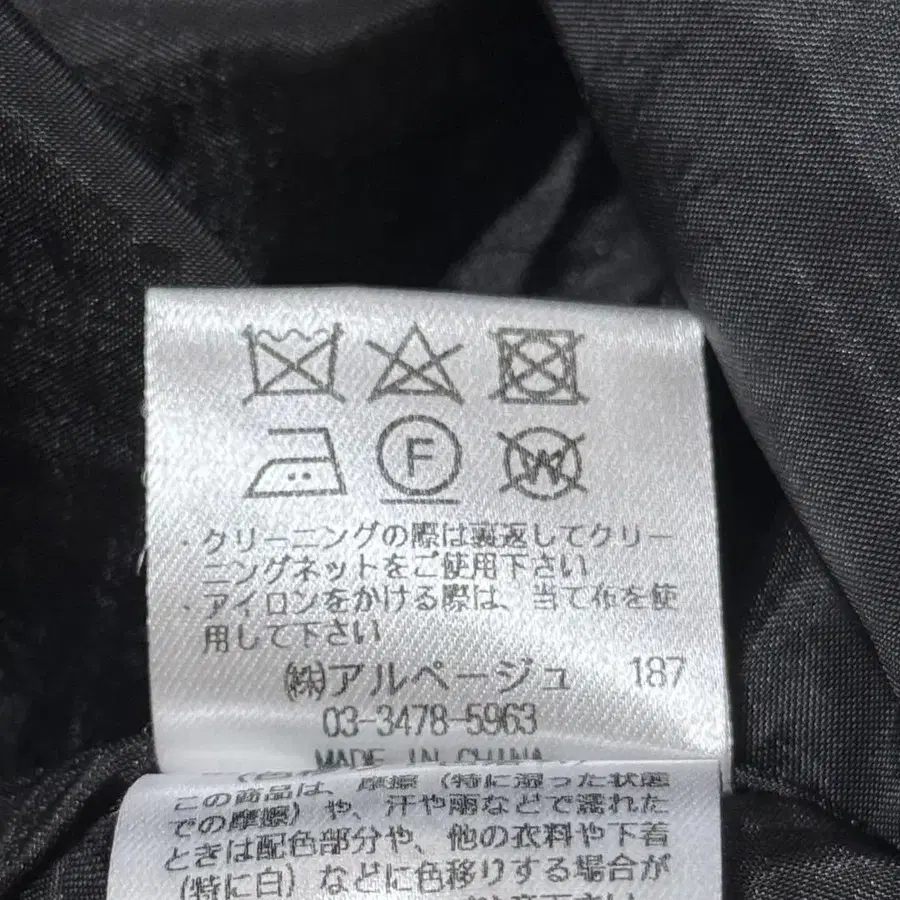 F
W
・クリーニングの際は裏返してクリー
ニングネットをご使用下さい
・アイロンをかける際は、当て布を使
用して下さい
㈱アルページュ 187
03-3478-5963
MADE IN CHINA
この商品は、摩擦(特に湿った状態
での摩擦)や、汗や雨などで濡れた
ときは配色部分や、他の衣料や下着
(特に白)などに色移りする場合が